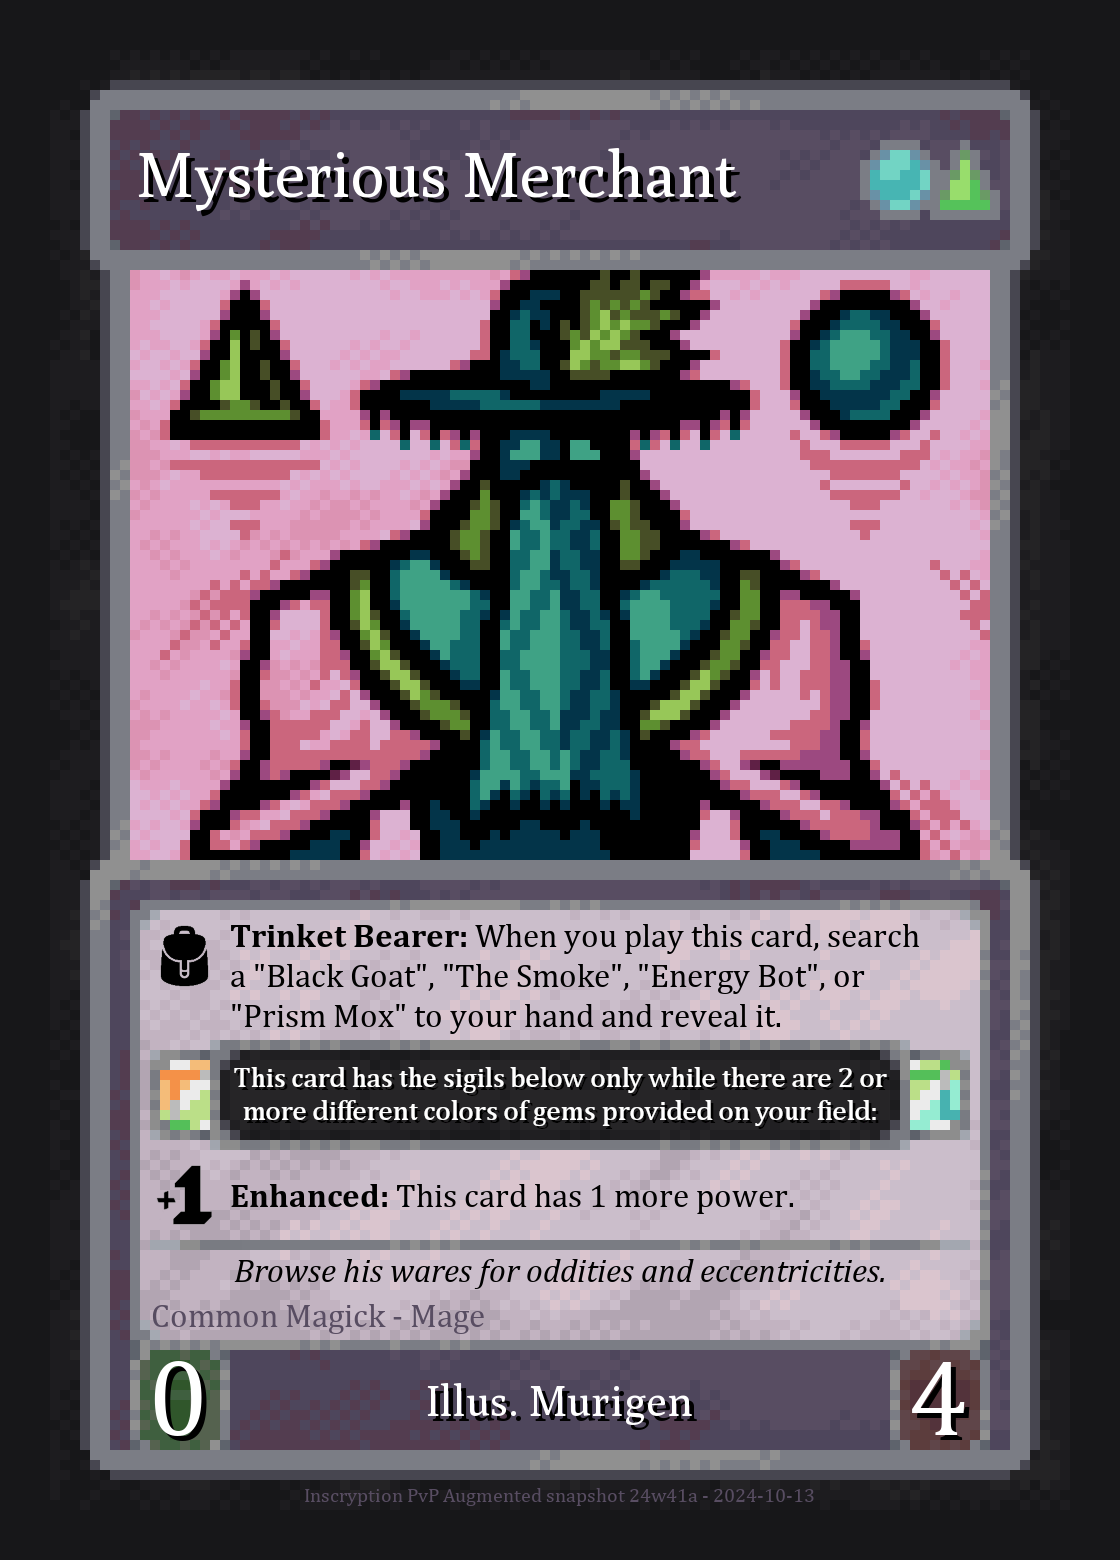 Mysterious Merchant
Trinket Bearer: When you play this card, search
a "Black Goat", "The Smoke", "Energy Bot", or
"Prism Mox" to your hand and reveal it.
This card has the sigils below only while there are 2 or
more different colors of gems provided on your field:
+1 Enhanced: This card has 1 more power.
Browse his wares for oddities and eccentricities.
Common Magick - Mage
0 Illus. Murigen 4
Inscryption PvP Augmented snapshot 24w41a - 2024-10-13